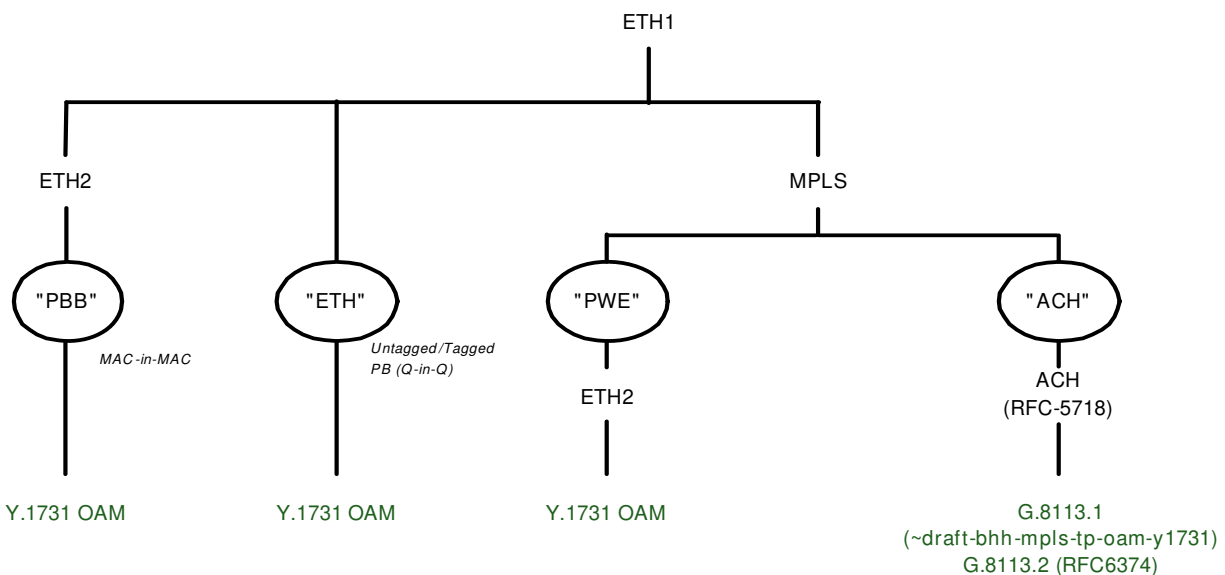 ETH1
ETH2
MPLS
"PBB"
"ETH"
"PWE"
"ACH"
MAC-in-MAC
Untagged/Tagged
PB (Q-in-Q)
ETH2
ACH
(RFC-5718)
Y.1731 OAM
Y.1731 OAM
Y.1731 OAM
G.8113.1
(~draft-bhh-mpls-tp-oam-y1731)
G.8113.2 (RFC6374)